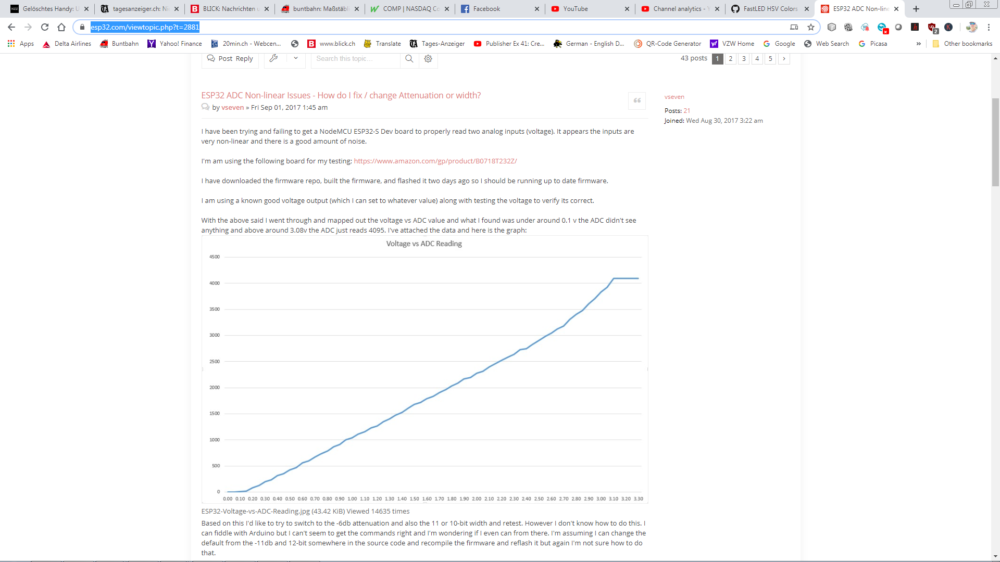 Gelöschtes Handy: U
tagesanzeiger.ch: Ni
BLICK: Nachrichten u
buntbahn: Maßstäbli
COMP | NASDAQ Co
Facebook
YouTube
Channel analytics - Y
FastLED HSV Colors
ESP32 ADC Non-line
esp32.com/viewtopic.php?t=2881
Apps
Delta Airlines
Buntbahn
Yahoo! Finance
20min.ch - Webcen...
www.blick.ch
Translate
Tages-Anzeiger
Publisher Ex 41: Cre...
German - English D...
QR-Code Generator
VZW Home
Google
Web Search
Picasa
»
Other bookmarks
Post Reply
Search this topic...
43 posts 1 2 3 4 5
ESP32 ADC Non-linear Issues - How do I fix / change Attenuation or width?
by vseven » Fri Sep 01, 2017 1:45 am
vseven
Posts: 21
Joined: Wed Aug 30, 2017 3:22 am
I have been trying and failing to get a NodeMCU ESP32-S Dev board to properly read two analog inputs (voltage). It appears the inputs are
very non-linear and there is a good amount of noise.
I'm am using the following board for my testing; https://www.amazon.com/gp/product/B0718T232Z/
I have downloaded the firmware repo, built the firmware, and flashed it two days ago so I should be running up to date firmware.
I am using a known good voltage output (which I can set to whatever value) along with testing the voltage to verify its correct.
With the above said I went through and mapped out the voltage vs ADC value and what I found was under around 0.1 v the ADC didn't see
anything and above around 3.08v the ADC just reads 4095. I've attached the data and here is the graph:
Voltage vs ADC Reading
4500
4000
3500
3000
2500
2000
1500
1000
500
0
0.00 0.10 0.20 0.30 0.40 0.50 0.60 0.70 0.80 0.90 1.00 1.10 1.20 1.30 1.40 1.50 1.60 1.70 1.80 1.90 2.00 2.10 2.20 2.30 2.40 2.50 2.60 2.70 2.80 2.90 3.00 3.10 3.20 3.30
ESP32-Voltage-vs-ADC-Reading.jpg (43.42 KiB) Viewed 14635 times
Based on this I'd like to try to switch to the -6db attenuation and also the 11 or 10-bit width and retest. However I don't know how to do this. I
can fiddle with Arduino but I can't seem to get the commands right and I'm wondering if I even can from there. I'm assuming I can change the
default from the -11db and 12-bit somewhere in the source code and recompile the firmware and reflash it but again I'm not sure how to do
that.